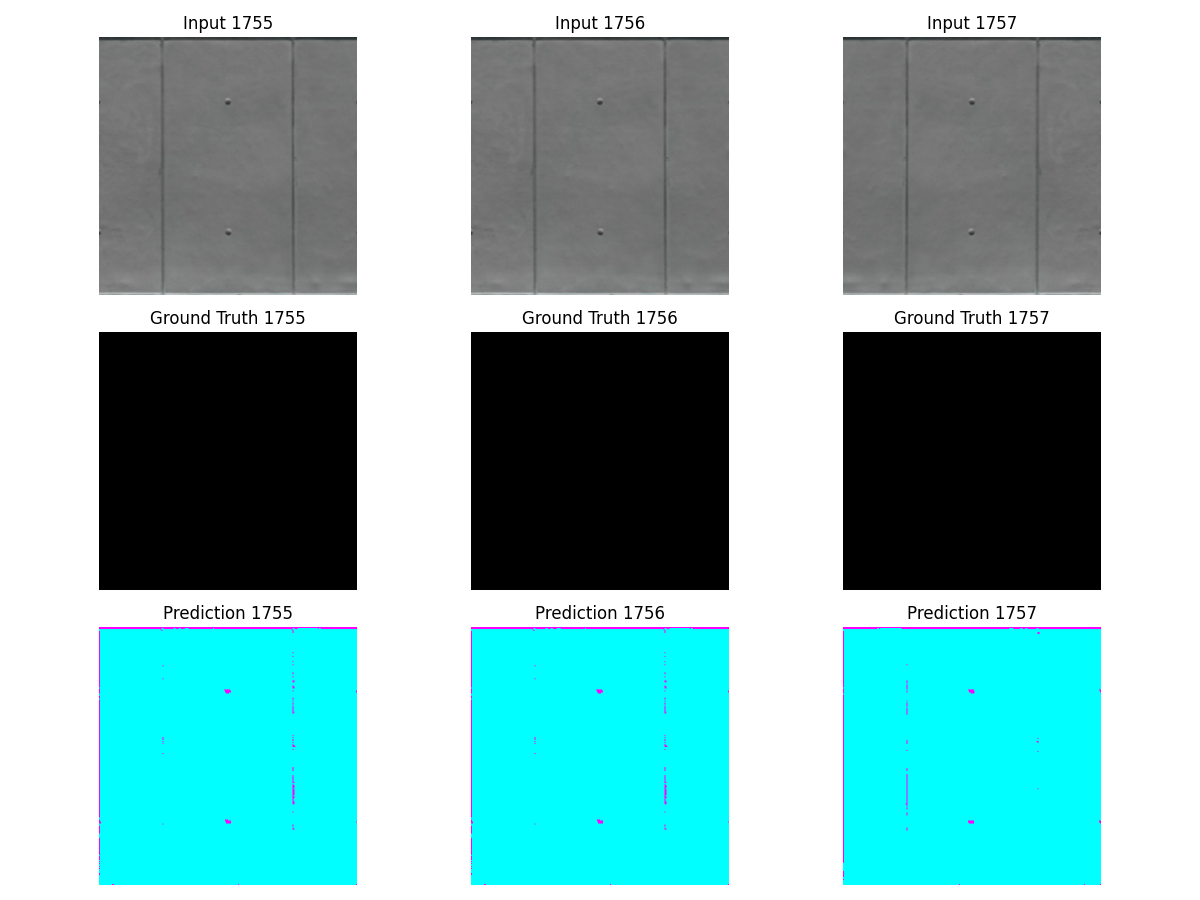 Input 1755
Input 1756
Input 1757
Ground Truth 1755
Ground Truth 1756
Ground Truth 1757
Prediction 1755
Prediction 1756
Prediction 1757